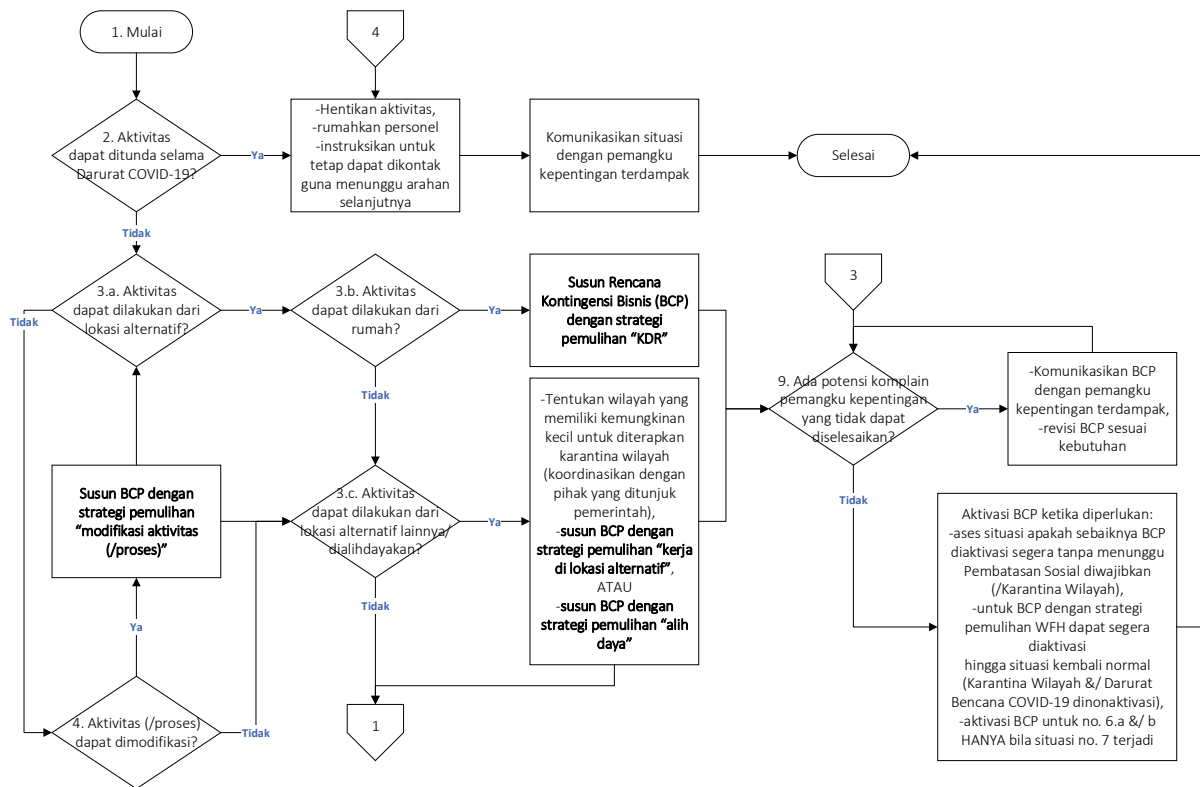 1. Mulai
4
2. Aktivitas
dapat ditunda selama
Darurat COVID-19?
Ya
-Hentikan aktivitas,
-rumahkan personel
-instruksikan untuk
tetap dapat dikontak
guna menunggu arahan
selanjutnya
Komunikasikan situasi
dengan pemangku
kepentingan terdampak
Selesai
Tidak
3.a. Aktivitas
dapat dilakukan dari
lokasi alternatif?
Tidak
Ya
3.b. Aktivitas
dapat dilakukan dari
rumah?
Ya
Susun Rencana
Kontingensi Bisnis (BCP)
dengan strategi
pemulihan “KDR”
3
Tidak
9. Ada potensi komplain
pemangku kepentingan
yang tidak dapat
diselesaikan?
Ya
-Komunikasikan BCP
dengan pemangku
kepentingan terdampak,
-revisi BCP sesuai
kebutuhan
Susun BCP dengan
strategi pemulihan
“modifikasi aktivitas
(/proses)”
3.c. Aktivitas
dapat dilakukan dari
lokasi alternatif lainnya/
dialihdayakan?
Ya
-Tentukan wilayah yang
memiliki kemungkinan
kecil untuk diterapkan
karantina wilayah
(koordinasikan dengan
pihak yang ditunjuk
pemerintah),
-susun BCP dengan
strategi pemulihan “kerja
di lokasi alternatif”,
ATAU
-susun BCP dengan
strategi pemulihan “alih
daya”
Tidak
Tidak
Aktivasi BCP ketika diperlukan:
-ases situasi apakah sebaiknya BCP
diaktivasi segera tanpa menunggu
Pembatasan Sosial diwajibkan
(/Karantina Wilayah),
-untuk BCP dengan strategi
pemulihan WFH dapat segera
diaktivasi
hingga situasi kembali normal
(Karantina Wilayah &/ Darurat
Bencana COVID-19 dinonaktivasi),
-aktivasi BCP untuk no. 6.a &/ b
HANYA bila situasi no. 7 terjadi
Ya
4. Aktivitas (/proses)
dapat dimodifikasi?
Tidak
1